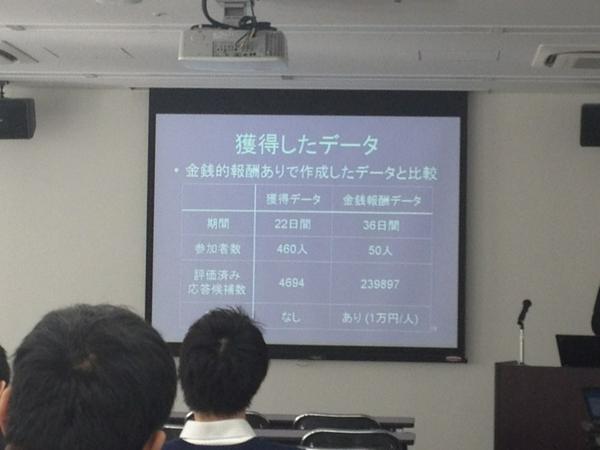 獲得したデータ
• 金銭的報酬ありで作成したデータと比較
獲得データ 金銭報酬データ
期間 22日間 36日間
参加者数 460人 50人
評価済み
応答候補数 4694 239897
なし あり(1万円/人)